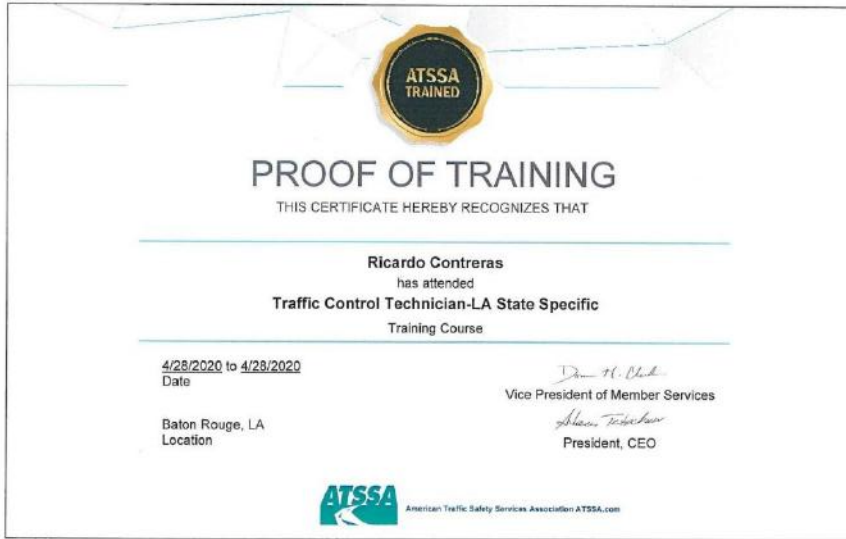 ATSSA
TRAINED
PROOF OF TRAINING
THIS CERTIFICATE HEREBY RECOGNIZES THAT
Ricardo Contreras
has attended
Traffic Control Technician-LA State Specific
Training Course
4/28/2020 to 4/28/2020
Date
Vice President of Member Services
Baton Rouge, LA
Location
President, CEO
ATSSA
American Traffic Safety Services Association ATSSA.com